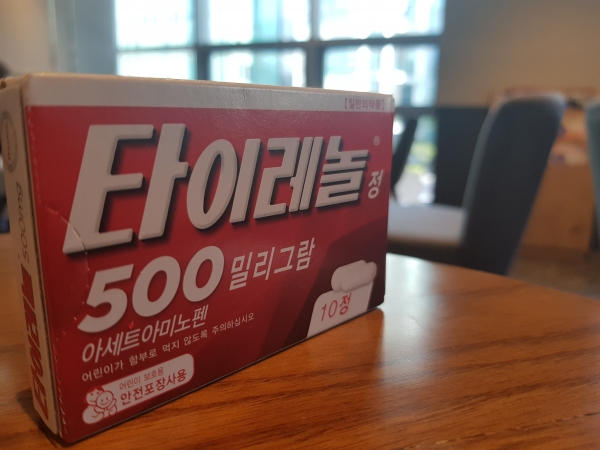 【일반의약품】
타이레놀® 정
500 밀리그람
아세트아미노펜
10정
어린이가 함부로 먹지 않도록 주의하십시오
어린이 보호용
안전포장사용
500mg